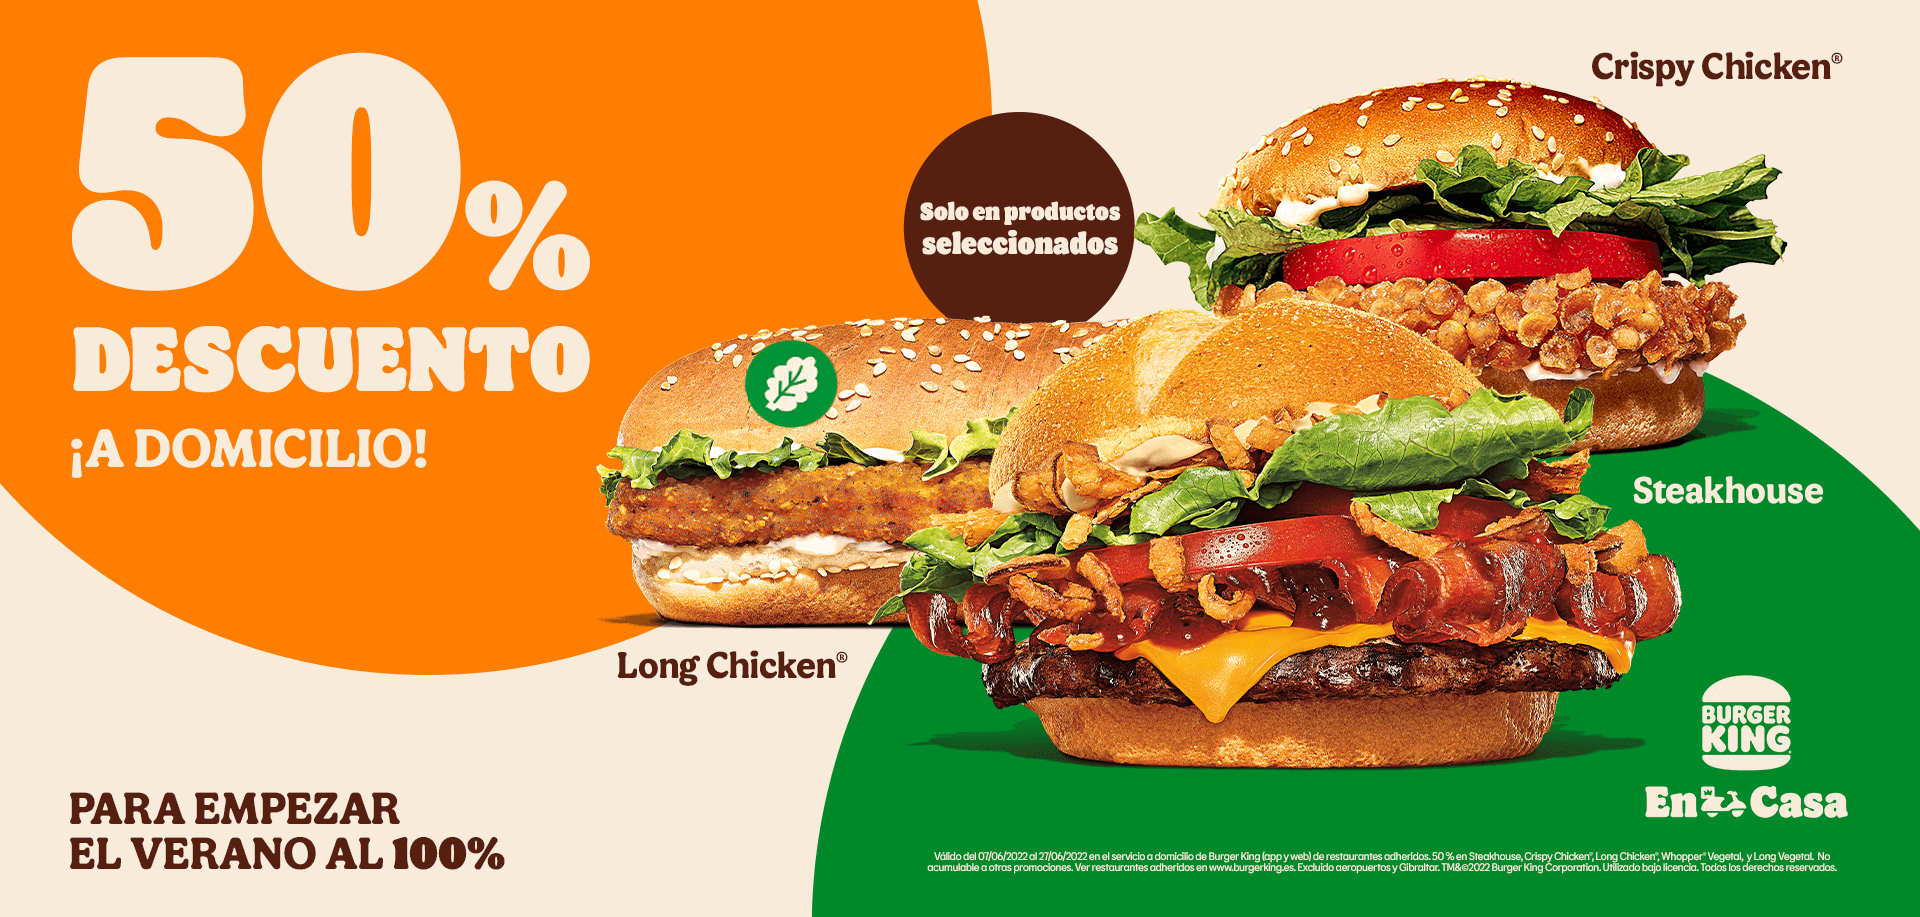 50%
DESCUENTO
¡A DOMICILIO!
Solo en productos
seleccionados
Crispy Chicken®
Steakhouse
Long Chicken®
PARA EMPEZAR
EL VERANO AL 100%
BURGER
KING
En Casa
Válido del 07/06/2022 al 27/06/2022 en el servicio a domicilio de Burger King (app y web) de restaurantes adheridos. 50 % en Steakhouse, Crispy Chicken®, Long Chicken®, Whopper® Vegetal, y Long Vegetal. No
acumulable a otras promociones. Ver restaurantes adheridos en www.burgerking.es. Excluido aeropuertos y Gibraltar. TM&©2022 Burger King Corporation. Utilizado bajo licencia. Todos los derechos reservados.